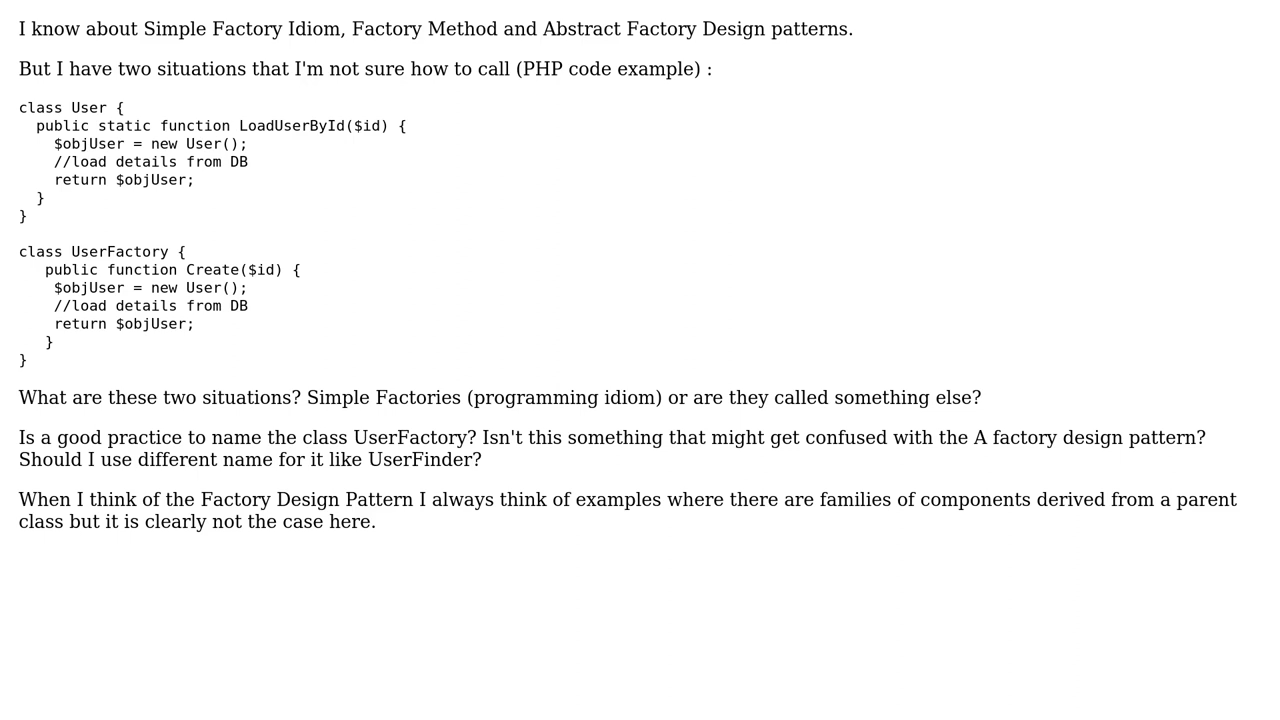 I know about Simple Factory Idiom, Factory Method and Abstract Factory Design patterns.
But I have two situations that I'm not sure how to call (PHP code example) :
class User {
  public static function LoadUserById($id) {
    $objUser = new User();
    //load details from DB
    return $objUser;
  }
}
class UserFactory {
   public function Create($id) {
    $objUser = new User();
    //load details from DB
    return $objUser;
   }
}
What are these two situations? Simple Factories (programming idiom) or are they called something else?
Is a good practice to name the class UserFactory? Isn't this something that might get confused with the A factory design pattern?
Should I use different name for it like UserFinder?
When I think of the Factory Design Pattern I always think of examples where there are families of components derived from a parent
class but it is clearly not the case here.